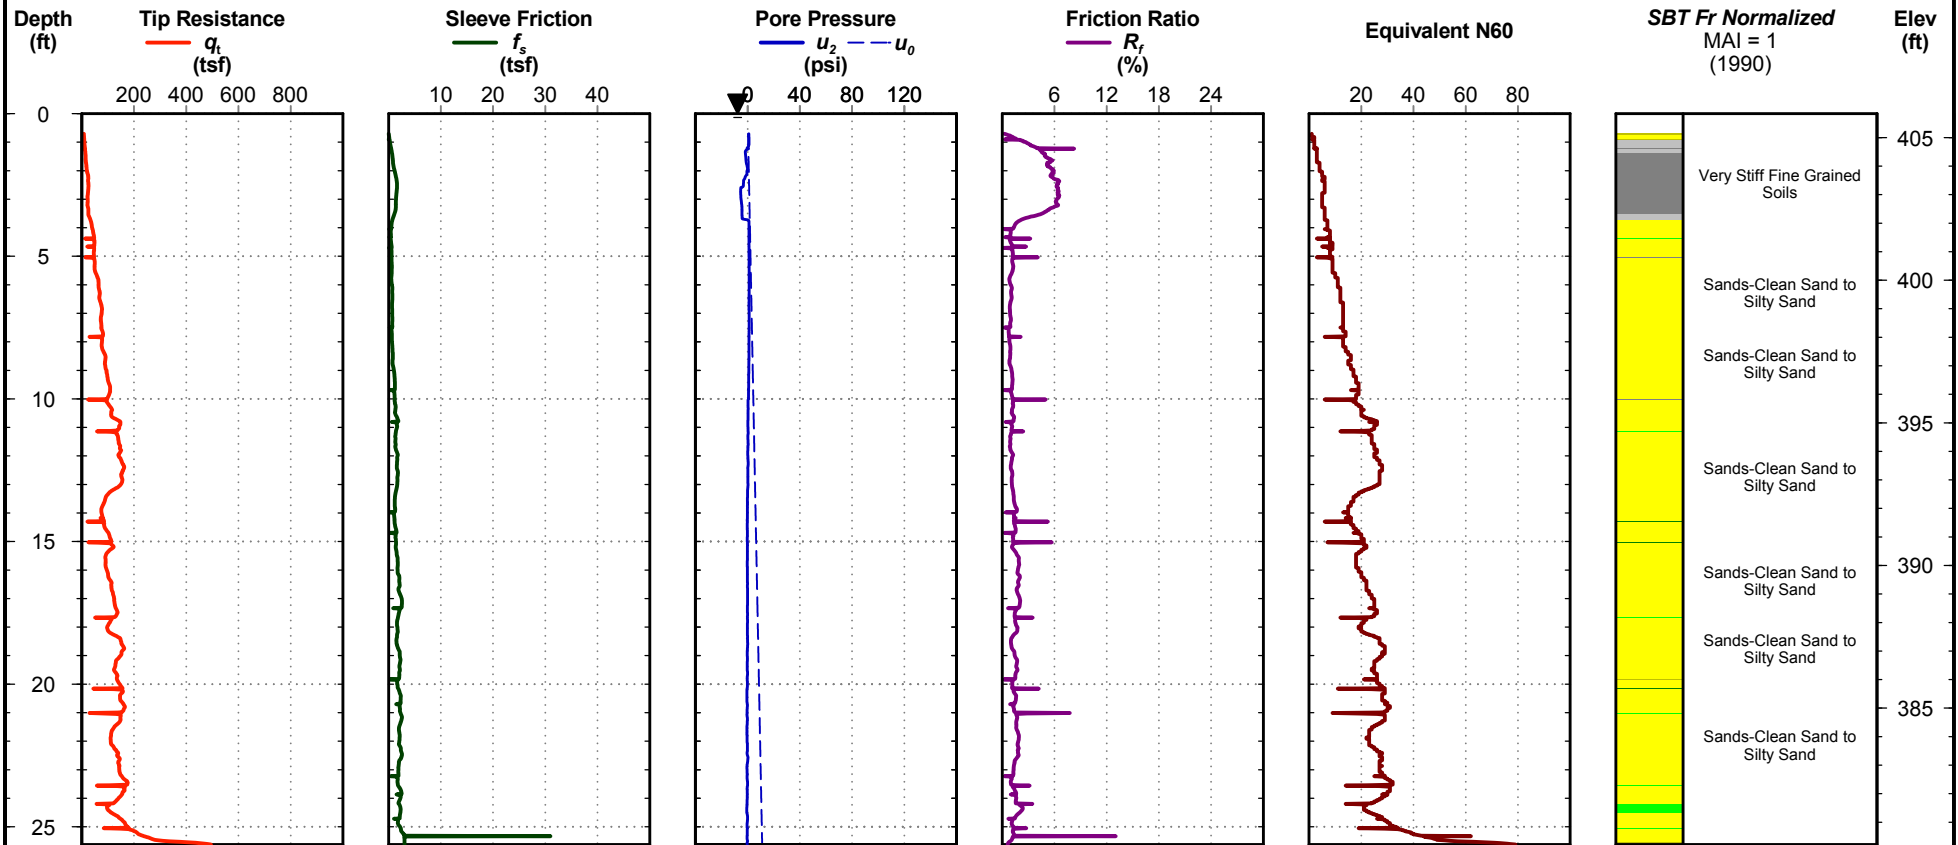 Depth
(ft)
Tip Resistance
qt
(tsf)
Sleeve Friction
fs
(tsf)
Pore Pressure
u2 u0
(psi)
Friction Ratio
Rf
(%)
Equivalent N60
SBT Fr Normalized
MAI = 1
(1990)
Elev
(ft)
200 400 600 800
10 20 30 40
0 40 80 120
6 12 18 24
20 40 60 80
0
5
10
15
20
25
Very Stiff Fine Grained
Soils
Sands-Clean Sand to
Silty Sand
Sands-Clean Sand to
Silty Sand
Sands-Clean Sand to
Silty Sand
Sands-Clean Sand to
Silty Sand
Sands-Clean Sand to
Silty Sand
Sands-Clean Sand to
Silty Sand
405
400
395
390
385